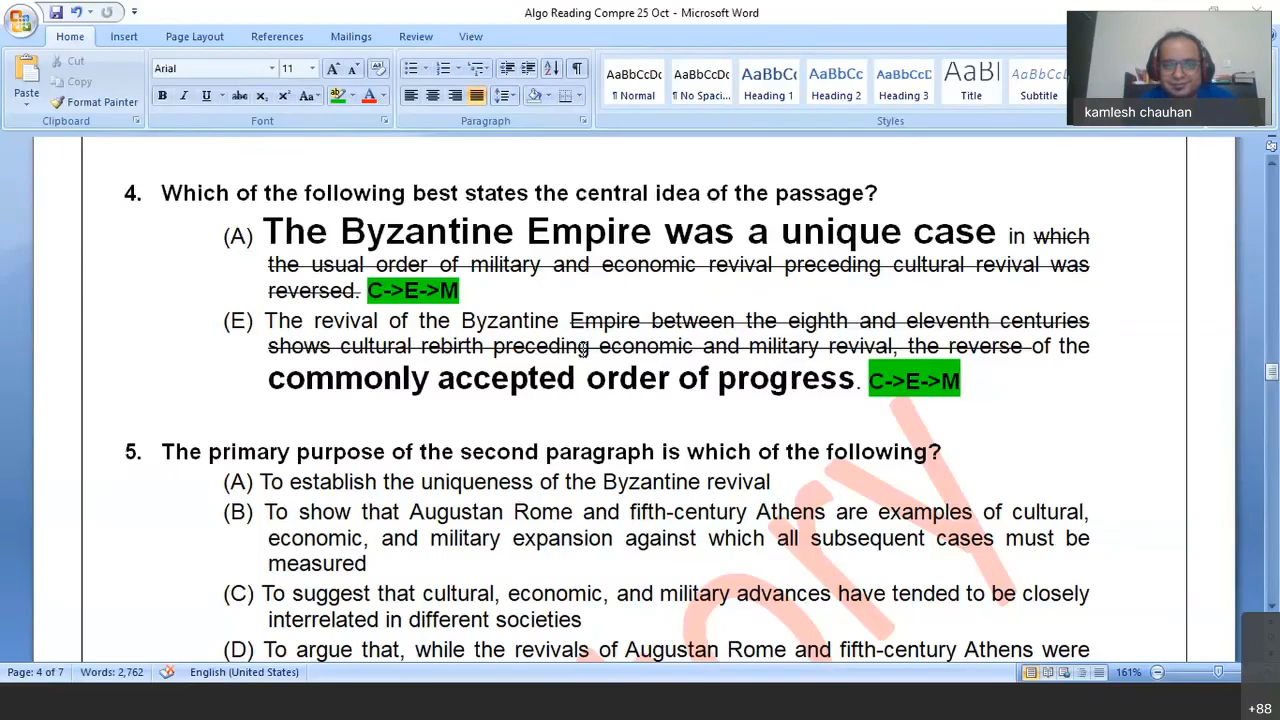 Algo Reading Compre 25 Oct - Microsoft Word
Home Insert Page Layout References Mailings Review View
Cut
Copy
Format Painter
Paste
Clipboard
Arial 11
Font
Paragraph
AaBbCcDc AaBbCcDc AaBbCc AaBbCc AaBbCc AaBl AaBbCc
¶ Normal ¶ No Spaci... Heading 1 Heading 2 Heading 3 Title Subtitle
Styles
kamlesh chauhan
4. Which of the following best states the central idea of the passage?
(A) The Byzantine Empire was a unique case in which
the usual order of military and economic revival preceding cultural revival was
reversed. C->E->M
(E) The revival of the Byzantine Empire between the eighth and eleventh centuries
shows cultural rebirth preceding economic and military revival, the reverse of the
commonly accepted order of progress. C->E->M
5. The primary purpose of the second paragraph is which of the following?
(A) To establish the uniqueness of the Byzantine revival
(B) To show that Augustan Rome and fifth-century Athens are examples of cultural,
economic, and military expansion against which all subsequent cases must be
measured
(C) To suggest that cultural, economic, and military advances have tended to be closely
interrelated in different societies
(D) To argue that, while the revivals of Augustan Rome and fifth-century Athens were
ory
Page: 4 of 7 Words: 2,762 English (United States) 161%
+88